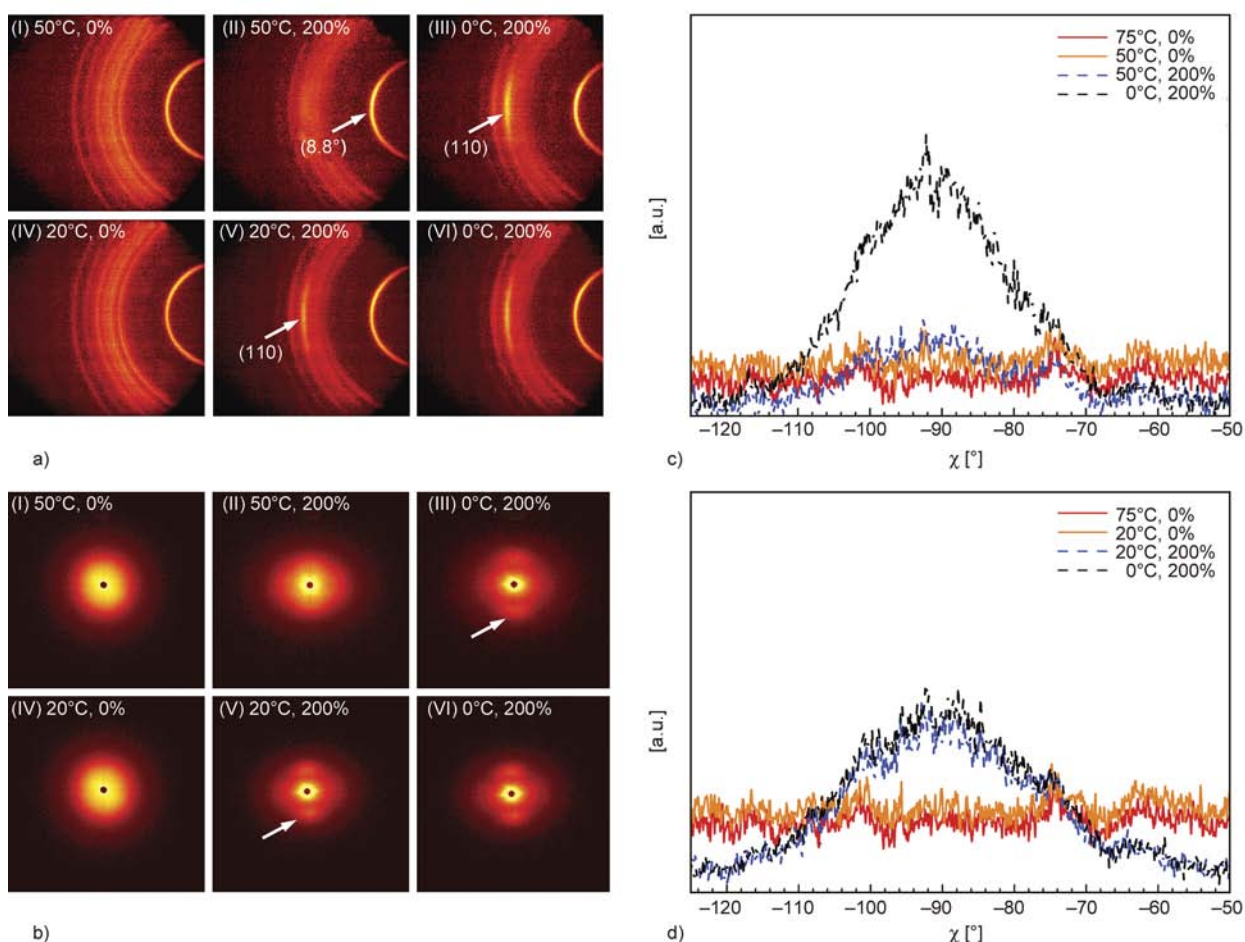 (I) 50°C, 0%
(II) 50°C, 200%
(III) 0°C, 200%
(8.8°)
(110)
(IV) 20°C, 0%
(V) 20°C, 200%
(VI) 0°C, 200%
(110)
a)
75°C, 0%
50°C, 0%
50°C, 200%
0°C, 200%
[a.u.]
–120 –110 –100 –90 –80 –70 –60 –50
χ [°]
c)
(I) 50°C, 0%
(II) 50°C, 200%
(III) 0°C, 200%
(IV) 20°C, 0%
(V) 20°C, 200%
(VI) 0°C, 200%
b)
75°C, 0%
20°C, 0%
20°C, 200%
0°C, 200%
[a.u.]
–120 –110 –100 –90 –80 –70 –60 –50
χ [°]
d)